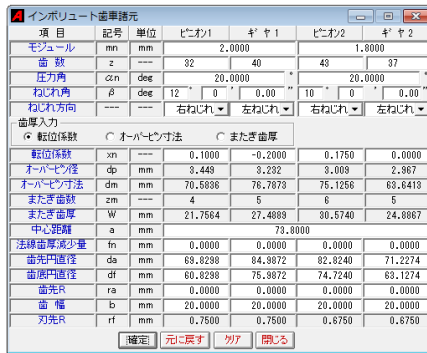 インボリュート歯車諸元
項 目 記号 単位 ピニオン1 ギヤ1 ピニオン2 ギヤ2
モジュール mn mm 2.0000 1.8000
歯 数 z --- 32 40 43 37
圧力角 αn deg 20.0000 ° 20.0000 °
ねじれ角 β deg 12 ° 0 ' 0.00 " 10 ° 0 ' 0.00 "
ねじれ方向 --- --- 右ねじれ 左ねじれ 右ねじれ 左ねじれ
歯厚入力
転位係数 オーバーピン寸法 またぎ歯厚
転位係数 xn --- 0.1000 -0.2000 0.1750 0.0000
オーバーピン径 dp mm 3.449 3.232 3.009 2.967
オーバーピン寸法 dm mm 70.5836 76.7873 75.1256 63.6413
またぎ歯数 zm --- 4 5 6 5
またぎ歯厚 W mm 21.7564 27.4889 30.5740 24.8867
中心距離 a mm 73.8000
法線歯厚減少量 fn mm 0.0000 0.0000 0.0000 0.0000
歯先円直径 da mm 69.8298 84.9872 82.8240 71.2274
歯底円直径 df mm 60.8298 75.9872 74.7240 63.1274
歯先R ra mm 0.0000 0.0000 0.0000 0.0000
歯 幅 b mm 20.0000 20.0000 20.0000 20.0000
刃先R rf mm 0.7500 0.7500 0.6750 0.6750
確定 元に戻す クリア 閉じる